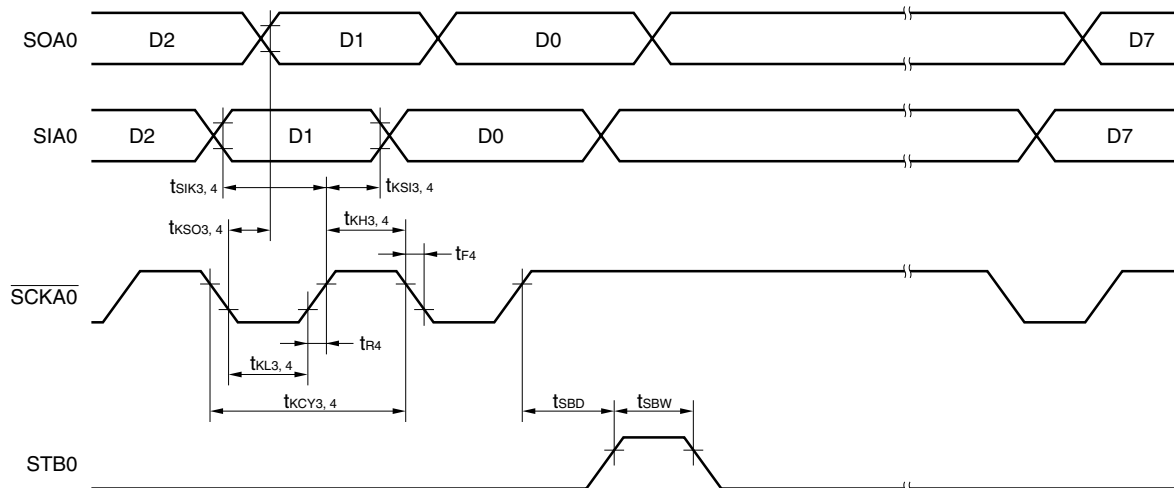 SOA0 D2 D1 D0 D7
SIA0 D2 D1 D0 D7
tSIK3, 4 tKSI3, 4
tKSO3, 4 tKH3, 4
tF4
SCKA0
tR4
tKL3, 4
tKCY3, 4 tSBD tSBW
STB0